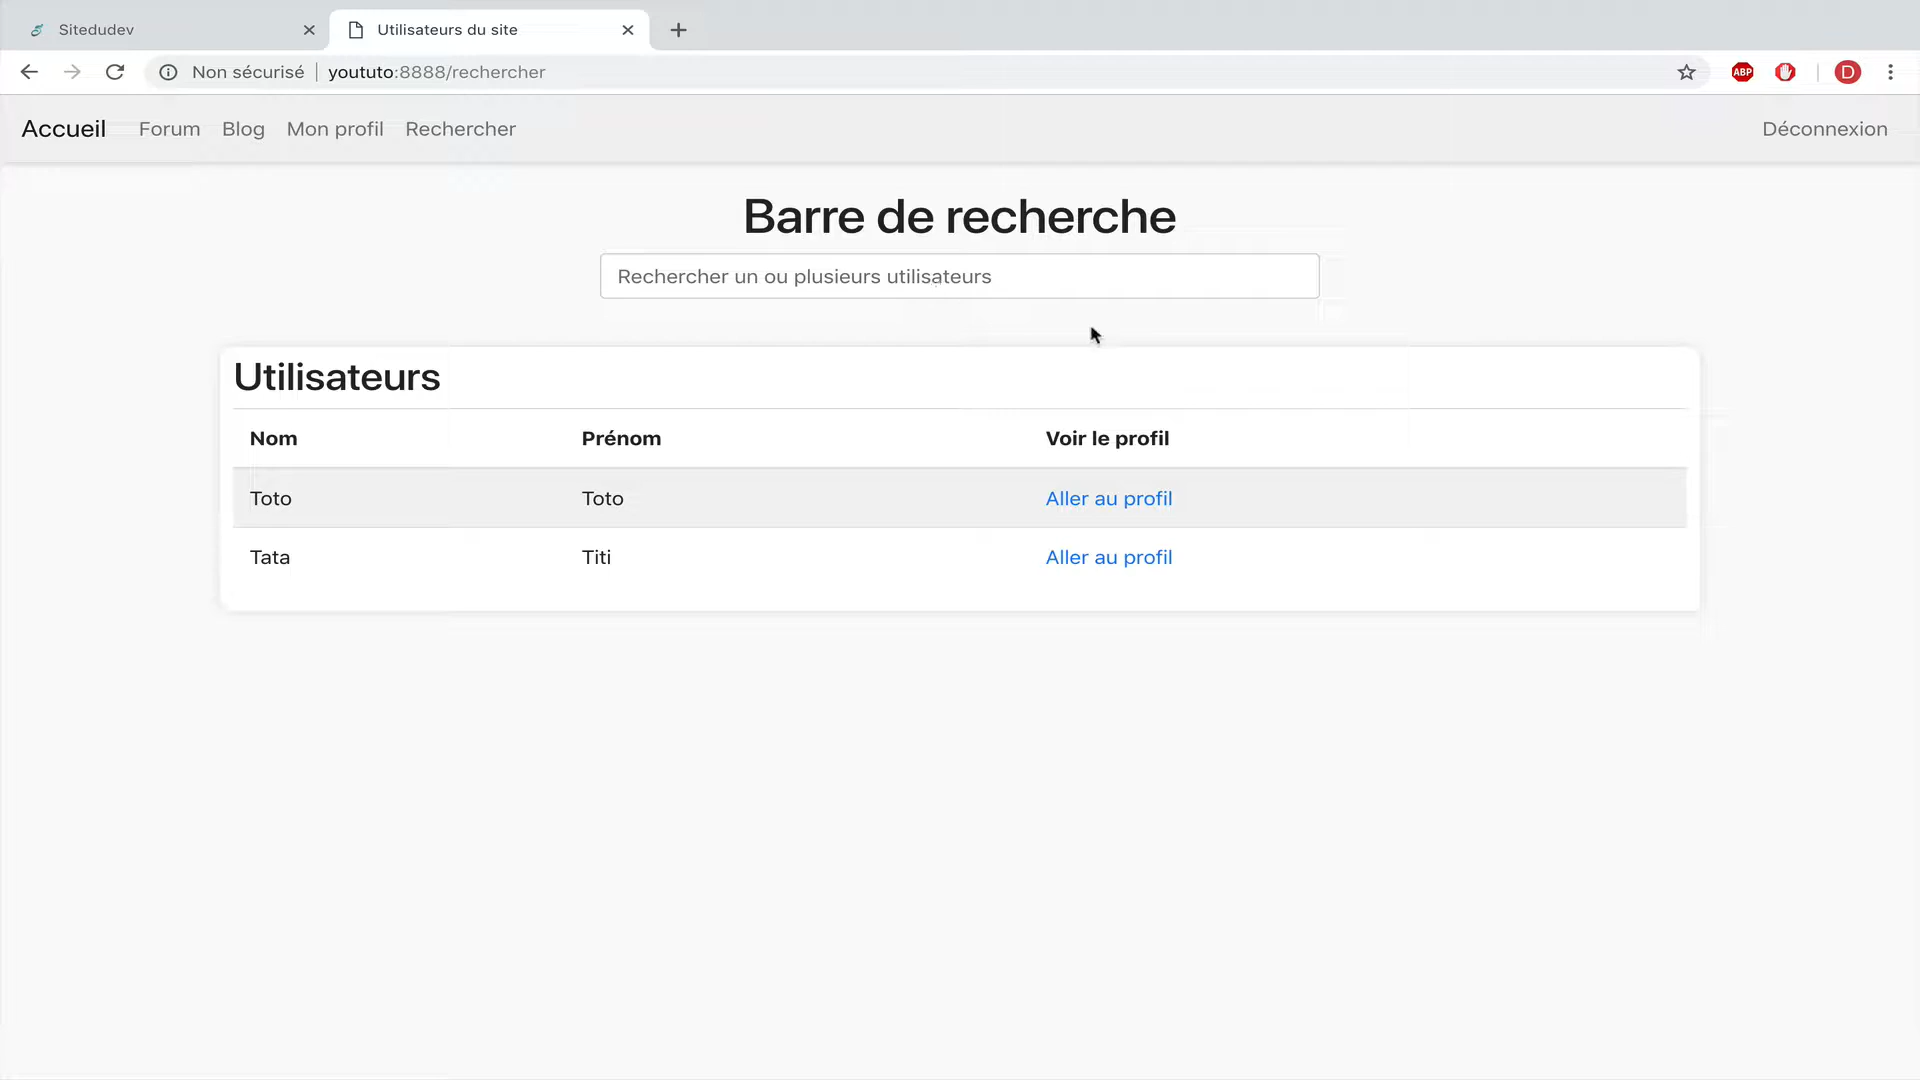 Sitedudev
Utilisateurs du site
Non sécurisé
yoututo:8888/rechercher
ABP
D
Accueil
Forum
Blog
Mon profil
Rechercher
Déconnexion
Barre de recherche
Rechercher un ou plusieurs utilisateurs
Utilisateurs
Nom
Prénom
Voir le profil
Toto
Toto
Aller au profil
Tata
Titi
Aller au profil